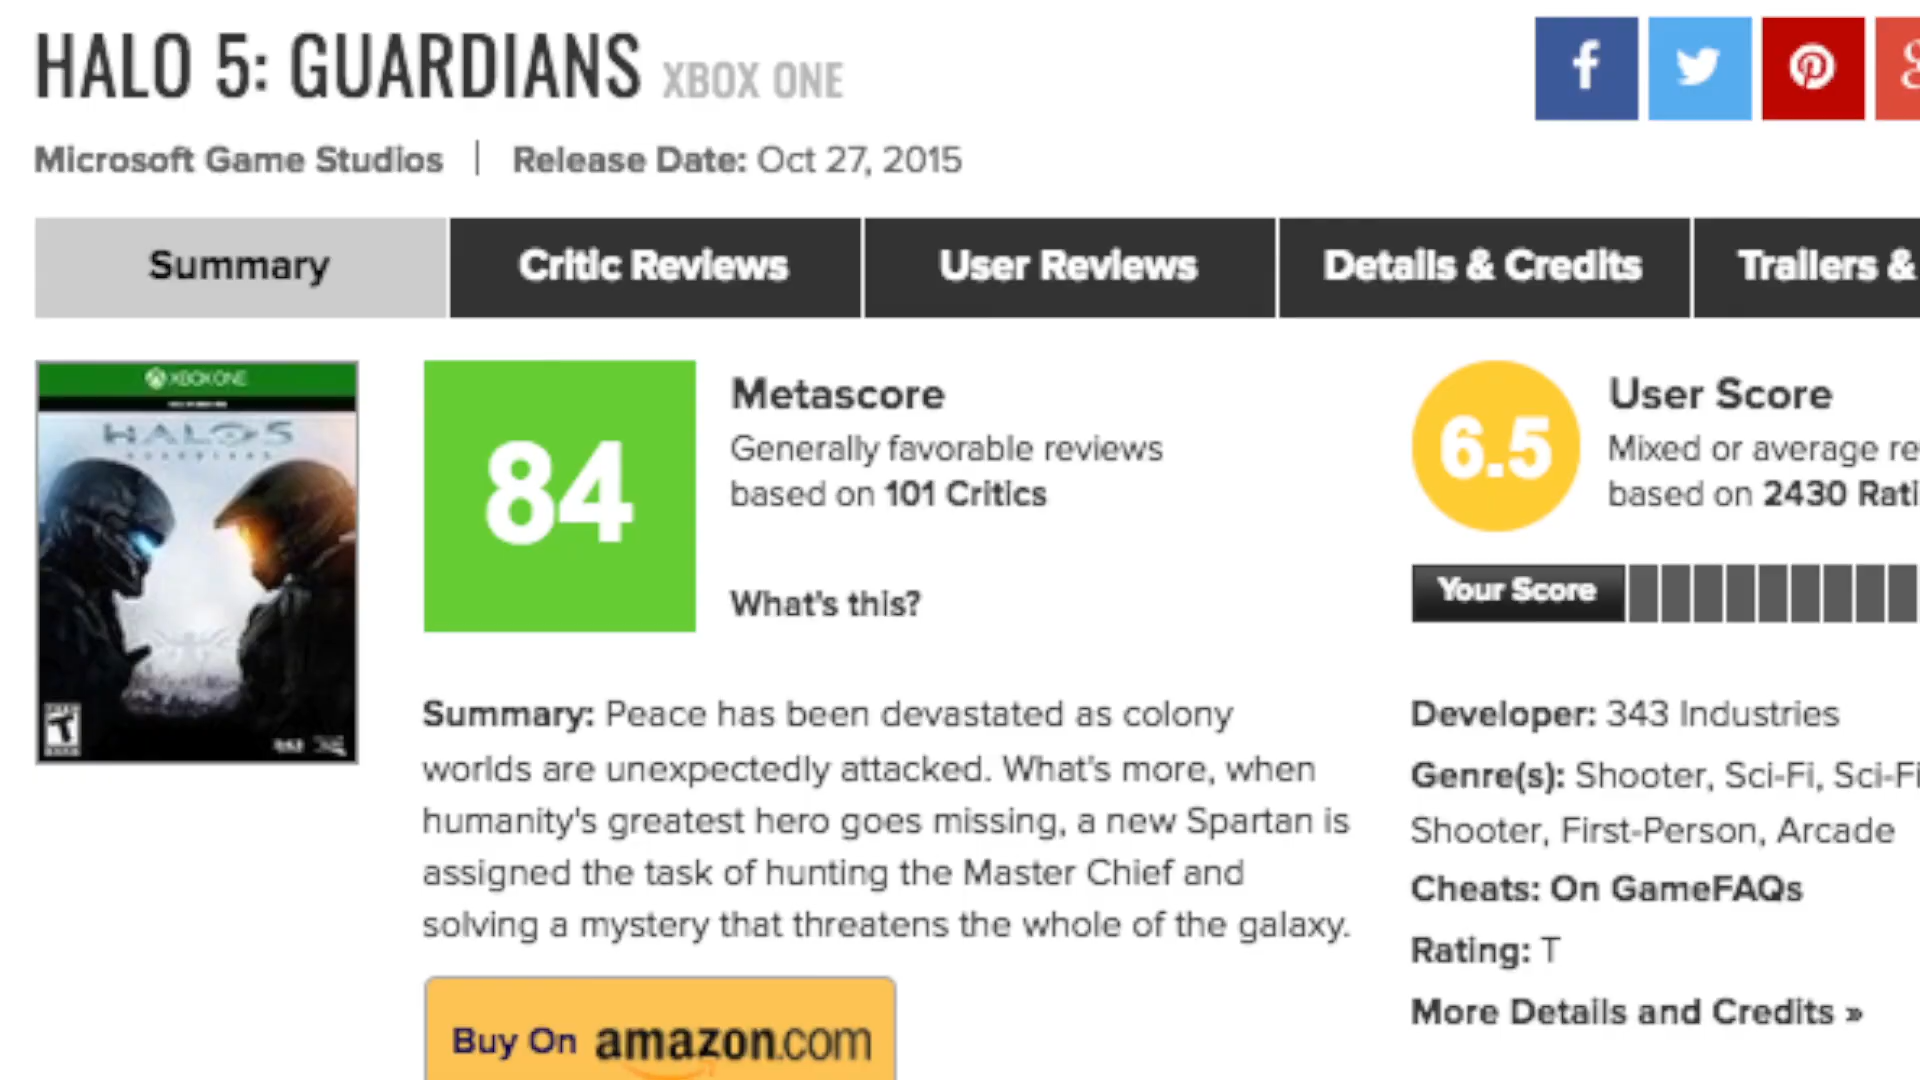 HALO 5: GUARDIANS XBOX ONE
Microsoft Game Studios | Release Date: Oct 27, 2015
Summary Critic Reviews User Reviews Details & Credits Trailers &
XBOX ONE
HALO 5
GUARDIANS
84
Metascore
Generally favorable reviews
based on 101 Critics
What's this?
6.5
User Score
Mixed or average re
based on 2430 Rati
Your Score
Summary: Peace has been devastated as colony
worlds are unexpectedly attacked. What's more, when
humanity's greatest hero goes missing, a new Spartan is
assigned the task of hunting the Master Chief and
solving a mystery that threatens the whole of the galaxy.
Buy On amazon.com
Developer: 343 Industries
Genre(s): Shooter, Sci-Fi, Sci-Fi
Shooter, First-Person, Arcade
Cheats: On GameFAQs
Rating: T
More Details and Credits »